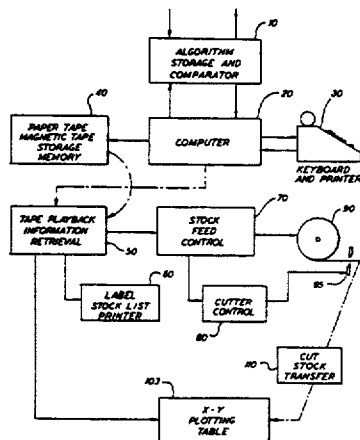 10
ALGORITHM
STORAGE AND
COMPARATOR
40
20
30
PAPER TAPE
MAGNETIC TAPE
STORAGE
MEMORY
COMPUTER
KEYBOARD
AND PRINTER
70
90
TAPE PLAYBACK
INFORMATION
RETRIEVAL
STOCK
FEED CONTROL
50
60
95
LABEL
STOCK LIST
PRINTER
CUTTER
CONTROL
80
110
CUT
STOCK
TRANSFER
103
X-Y
PLOTTING
TABLE